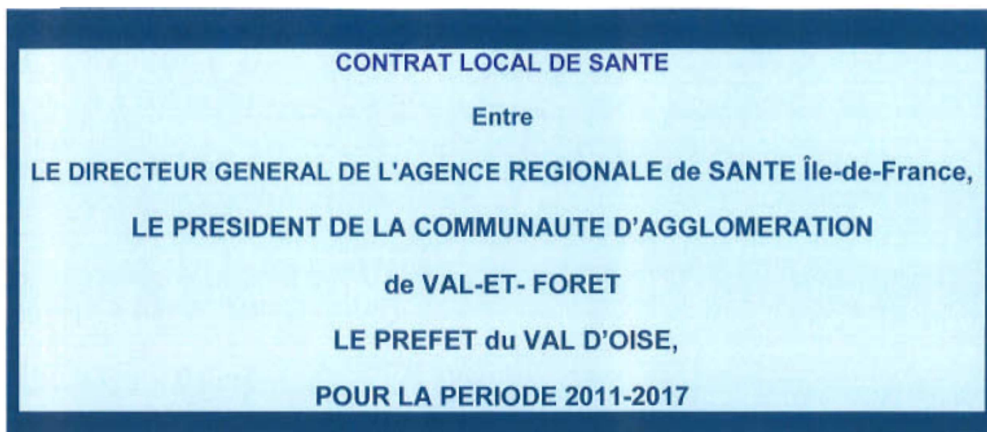 CONTRAT LOCAL DE SANTE
Entre
LE DIRECTEUR GENERAL DE L'AGENCE REGIONALE de SANTE Île-de-France,
LE PRESIDENT DE LA COMMUNAUTE D'AGGLOMERATION
de VAL-ET- FORET
LE PREFET du VAL D'OISE,
POUR LA PERIODE 2011-2017